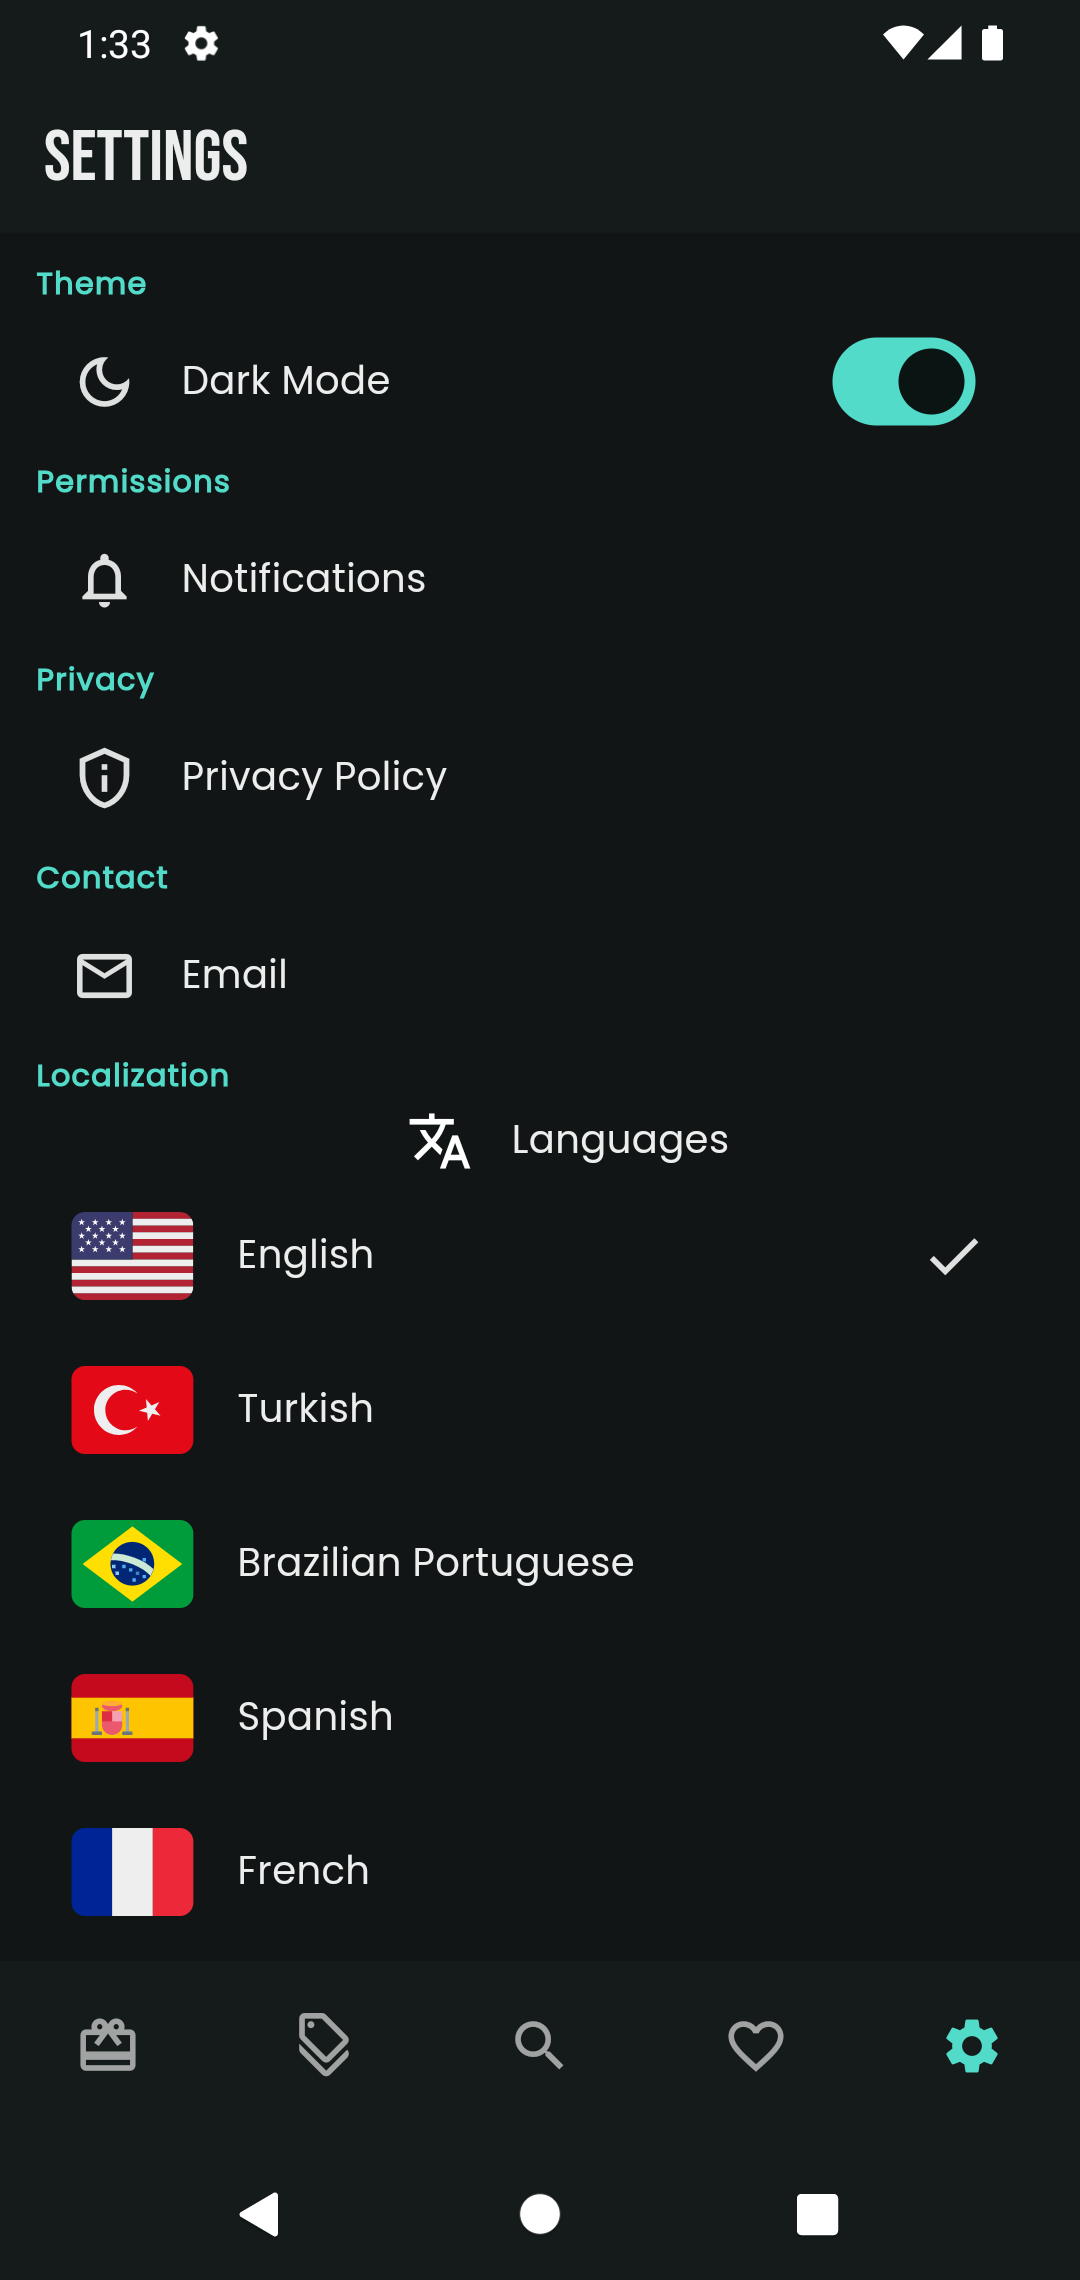 1:33
SETTINGS
Theme
Dark Mode
Permissions
Notifications
Privacy
Privacy Policy
Contact
Email
Localization
Languages
English
Turkish
Brazilian Portuguese
Spanish
French